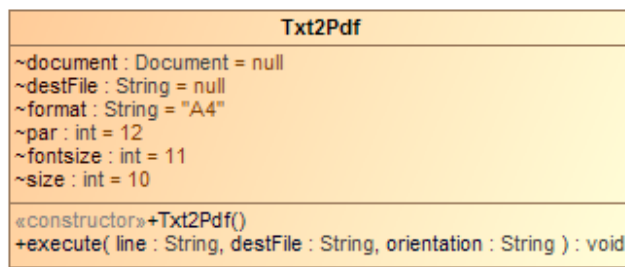 Txt2Pdf
~document : Document = null
~destFile : String = null
~format : String = "A4"
~par : int = 12
~fontsize : int = 11
~size : int = 10
«constructor»+Txt2Pdf()
+execute( line : String, destFile : String, orientation : String ) : void